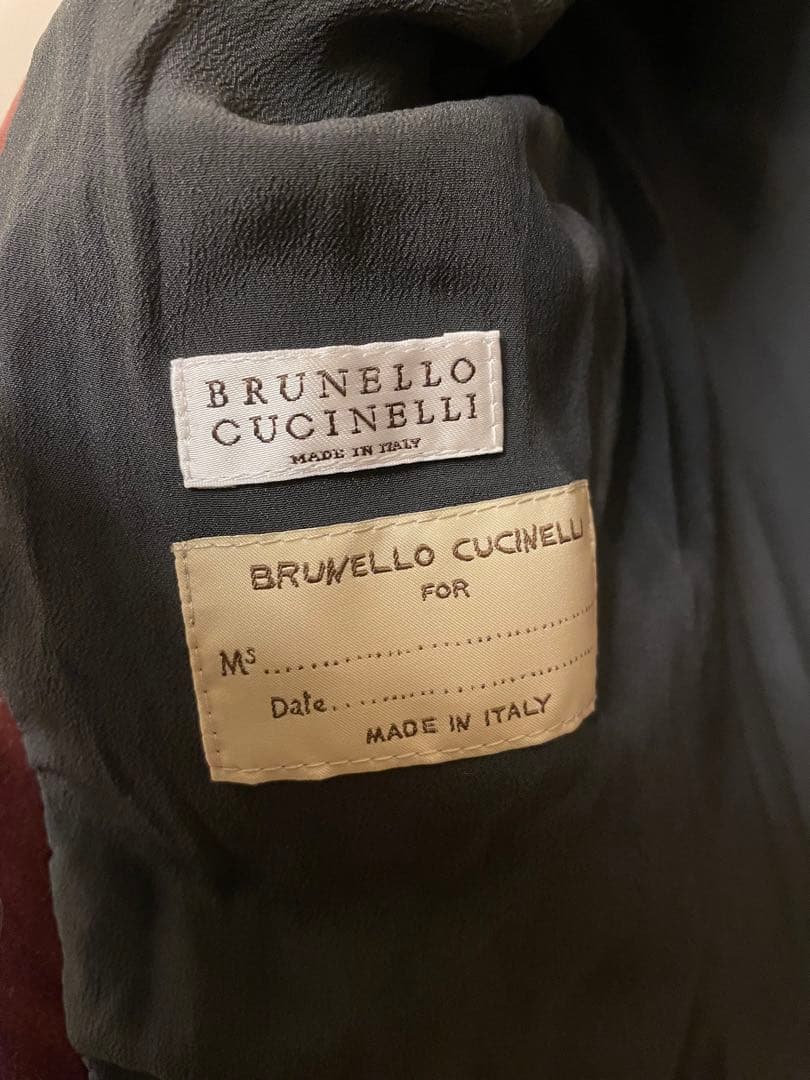 BRUNELLO
CUCINELLI
MADE IN ITALY
BRUNELLO CUCINELLI
FOR
Ms....................................
Date....................................
MADE IN ITALY